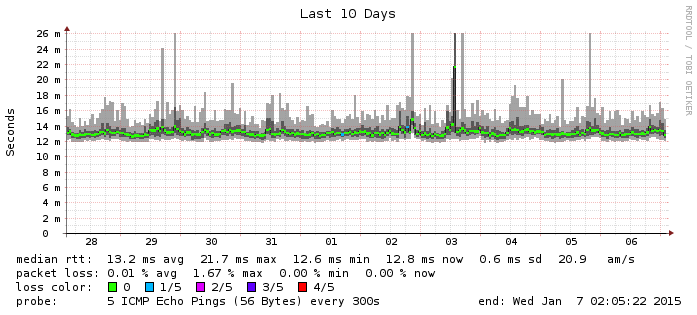 Last 10 Days
RRDTOOL / TOBI OETIKER
Seconds
26 m
24 m
22 m
20 m
18 m
16 m
14 m
12 m
10 m
8 m
6 m
4 m
2 m
0
28 29 30 31 01 02 03 04 05 06
median rtt: 13.2 ms avg 21.7 ms max 12.6 ms min 12.8 ms now 0.6 ms sd 20.9 am/s
packet loss: 0.01 % avg 1.67 % max 0.00 % min 0.00 % now
loss color: 0 1/5 2/5 3/5 4/5
probe: 5 ICMP Echo Pings (56 Bytes) every 300s end: Wed Jan 7 02:05:22 2015